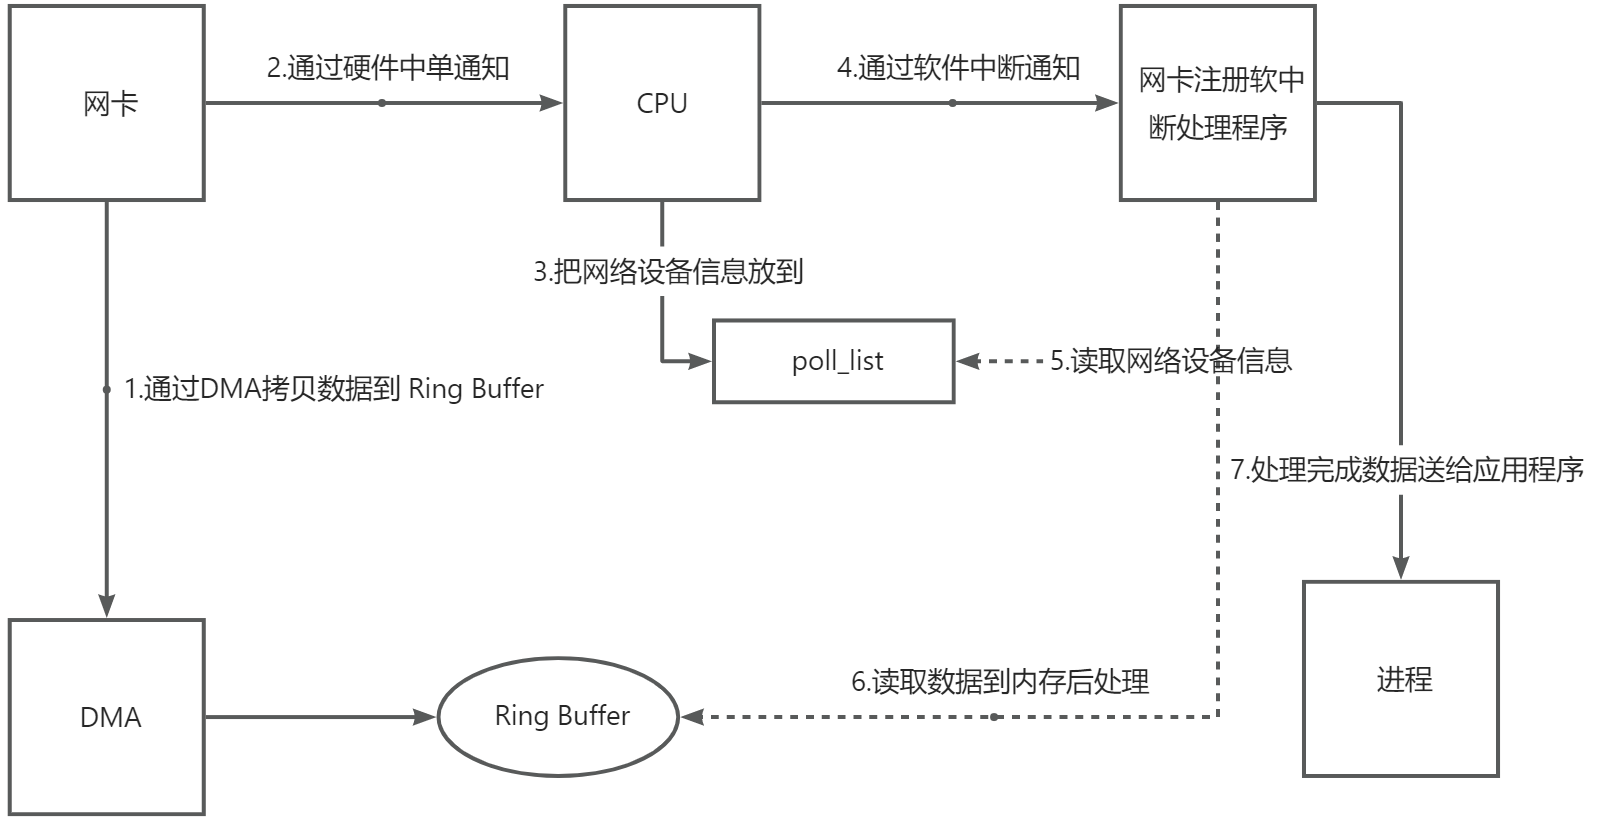 2.通过硬件中单通知
4.通过软件中断通知
网卡
CPU
网卡注册软中
断处理程序
3.把网络设备信息放到
poll_list
5.读取网络设备信息
1.通过DMA拷贝数据到 Ring Buffer
7.处理完成数据送给应用程序
6.读取数据到内存后处理
进程
DMA
Ring Buffer